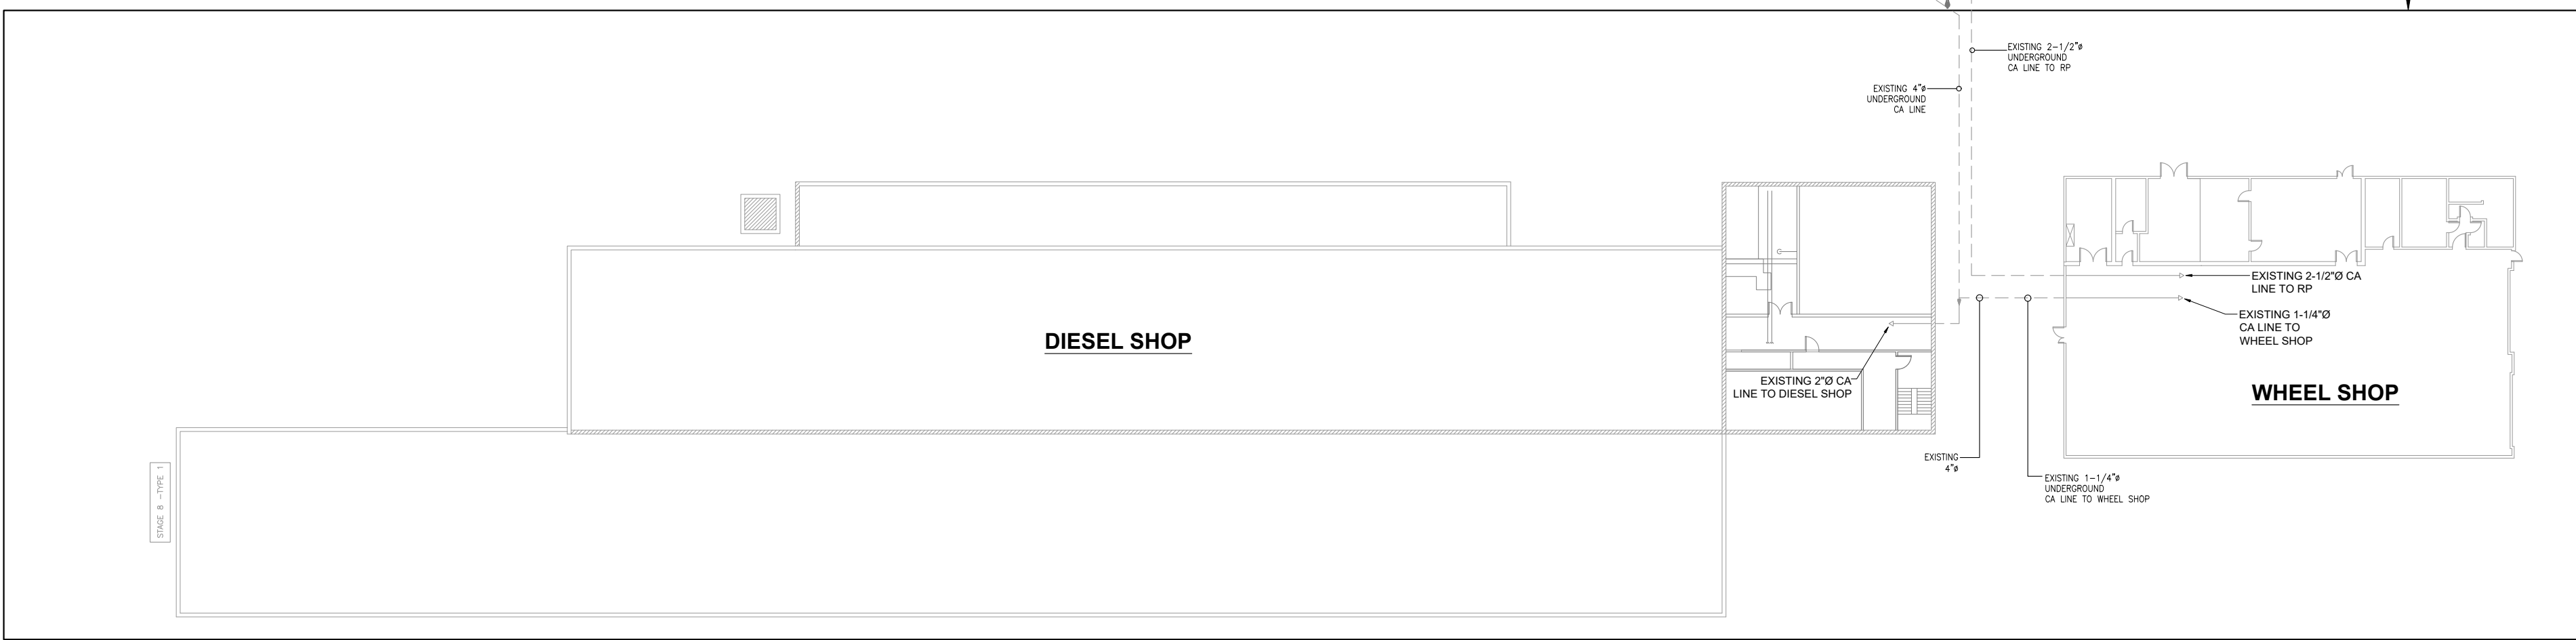 EXISTING 2-1/2"ø
UNDERGROUND
CA LINE TO RP
EXISTING 4"ø
UNDERGROUND
CA LINE
EXISTING 2-1/2"Ø CA
LINE TO RP
EXISTING 1-1/4"Ø
CA LINE TO
WHEEL SHOP
DIESEL SHOP
EXISTING 2"Ø CA
LINE TO DIESEL SHOP
WHEEL SHOP
EXISTING
4"ø
EXISTING 1-1/4"ø
UNDERGROUND
CA LINE TO WHEEL SHOP
STAGE 8 -TYPE 1